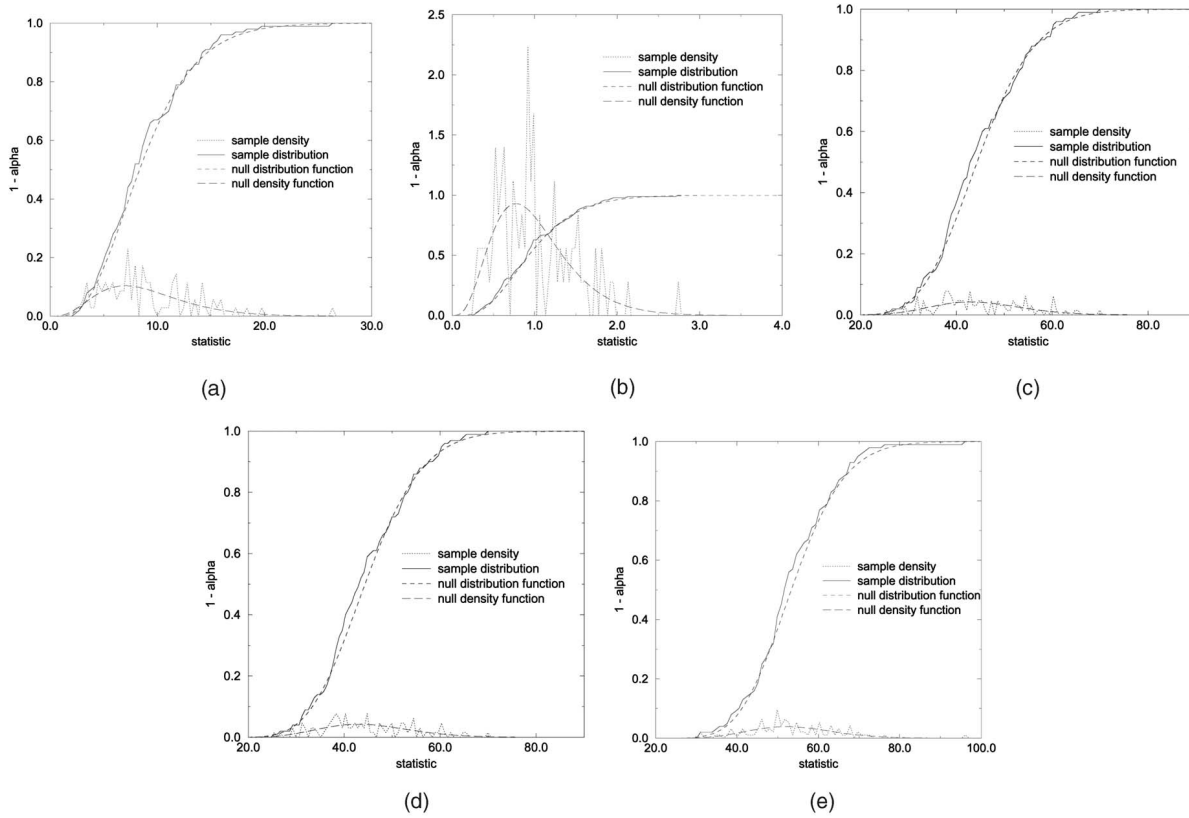 1.0
0.8
0.6
0.4
0.2
0.0
1 - alpha
sample density
sample distribution
null distribution function
null density function
0.0 10.0 20.0 30.0
statistic
(a)
2.5
2.0
1.5
1.0
0.5
0.0
1 - alpha
sample density
sample distribution
null distribution function
null density function
0.0 1.0 2.0 3.0 4.0
statistic
(b)
1.0
0.8
0.6
0.4
0.2
0.0
1 - alpha
sample density
sample distribution
null distribution function
null density function
20.0 40.0 60.0 80.0
statistic
(c)
1.0
0.8
0.6
0.4
0.2
0.0
1 - alpha
sample density
sample distribution
null distribution function
null density function
20.0 40.0 60.0 80.0
statistic
(d)
1.0
0.8
0.6
0.4
0.2
0.0
1 - alpha
sample density
sample distribution
null distribution function
null density function
20.0 40.0 60.0 80.0 100.0
statistic
(e)